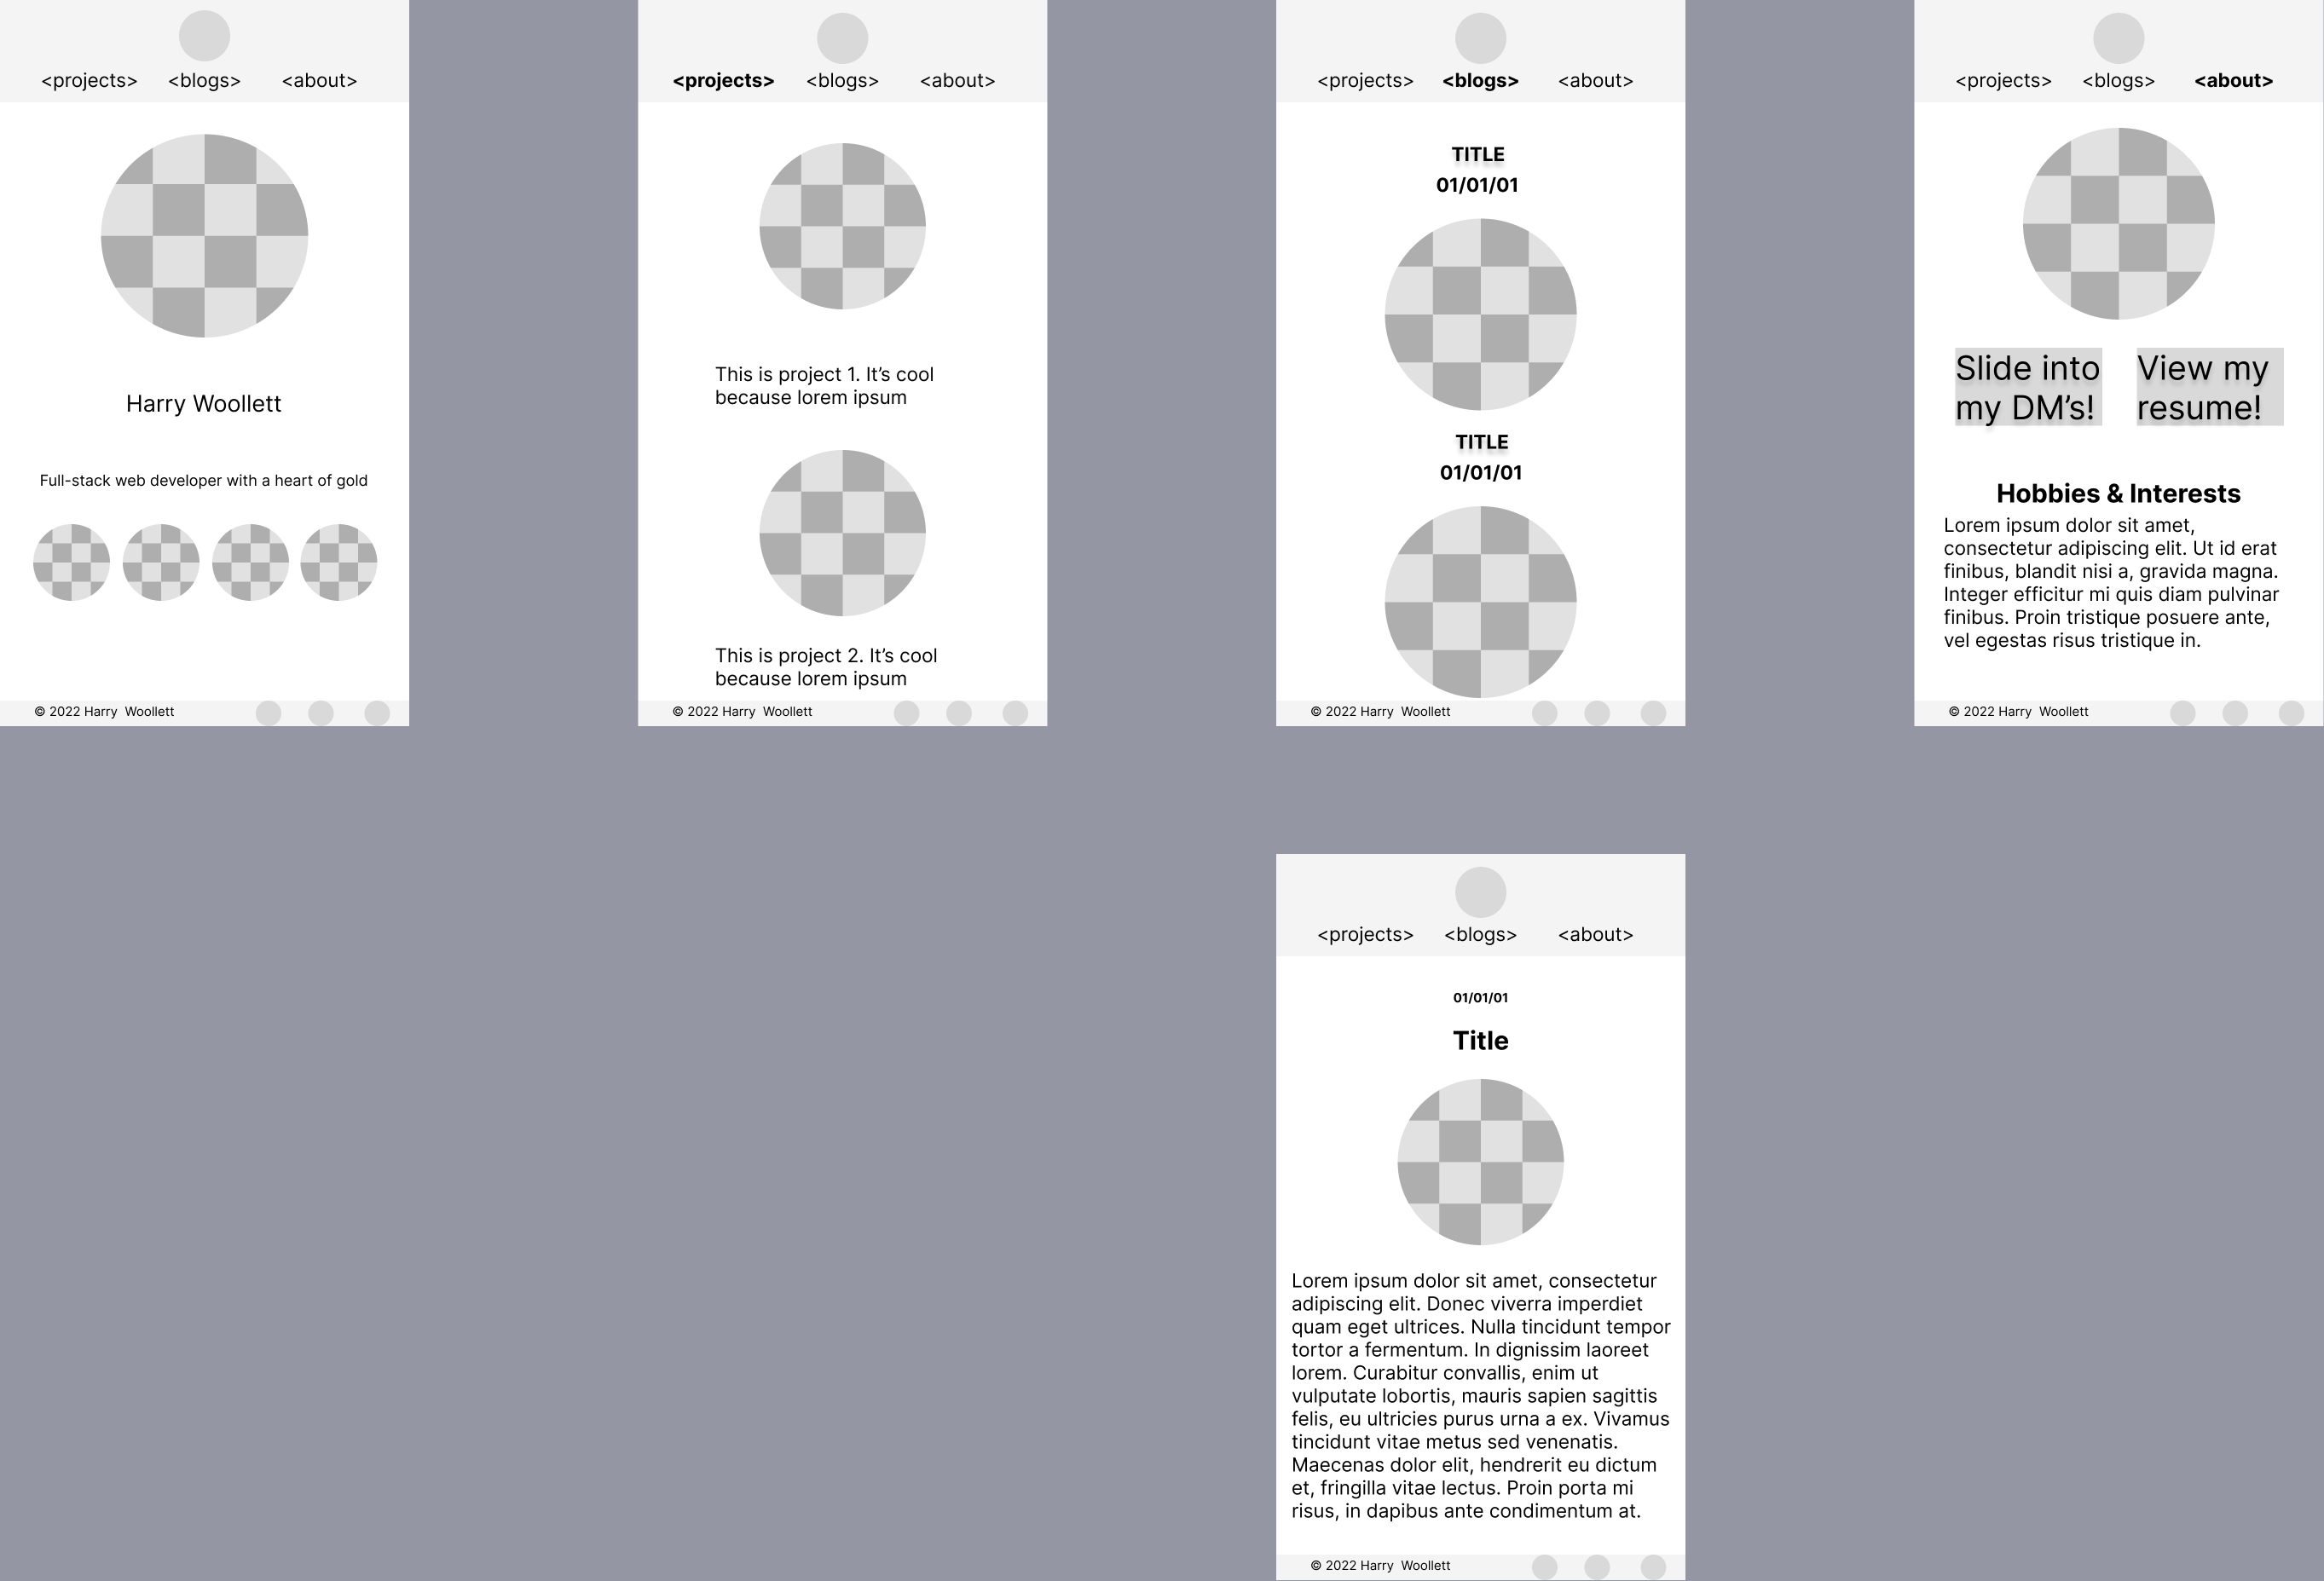 <projects> <blogs> <about>
Harry Woollett
Full-stack web developer with a heart of gold
© 2022 Harry  Woollett
<projects> <blogs> <about>
This is project 1. It’s cool
because lorem ipsum
This is project 2. It’s cool
because lorem ipsum
© 2022 Harry  Woollett
<projects> <blogs> <about>
TITLE
01/01/01
TITLE
01/01/01
© 2022 Harry  Woollett
<projects> <blogs> <about>
Slide into
my DM’s!
View my
resume!
Hobbies & Interests
Lorem ipsum dolor sit amet,
consectetur adipiscing elit. Ut id erat
finibus, blandit nisi a, gravida magna.
Integer efficitur mi quis diam pulvinar
finibus. Proin tristique posuere ante,
vel egestas risus tristique in.
© 2022 Harry  Woollett
<projects> <blogs> <about>
01/01/01
Title
Lorem ipsum dolor sit amet, consectetur
adipiscing elit. Donec viverra imperdiet
quam eget ultrices. Nulla tincidunt tempor
tortor a fermentum. In dignissim laoreet
lorem. Curabitur convallis, enim ut
vulputate lobortis, mauris sapien sagittis
felis, eu ultricies purus urna a ex. Vivamus
tincidunt vitae metus sed venenatis.
Maecenas dolor elit, hendrerit eu dictum
et, fringilla vitae lectus. Proin porta mi
risus, in dapibus ante condimentum at.
© 2022 Harry  Woollett